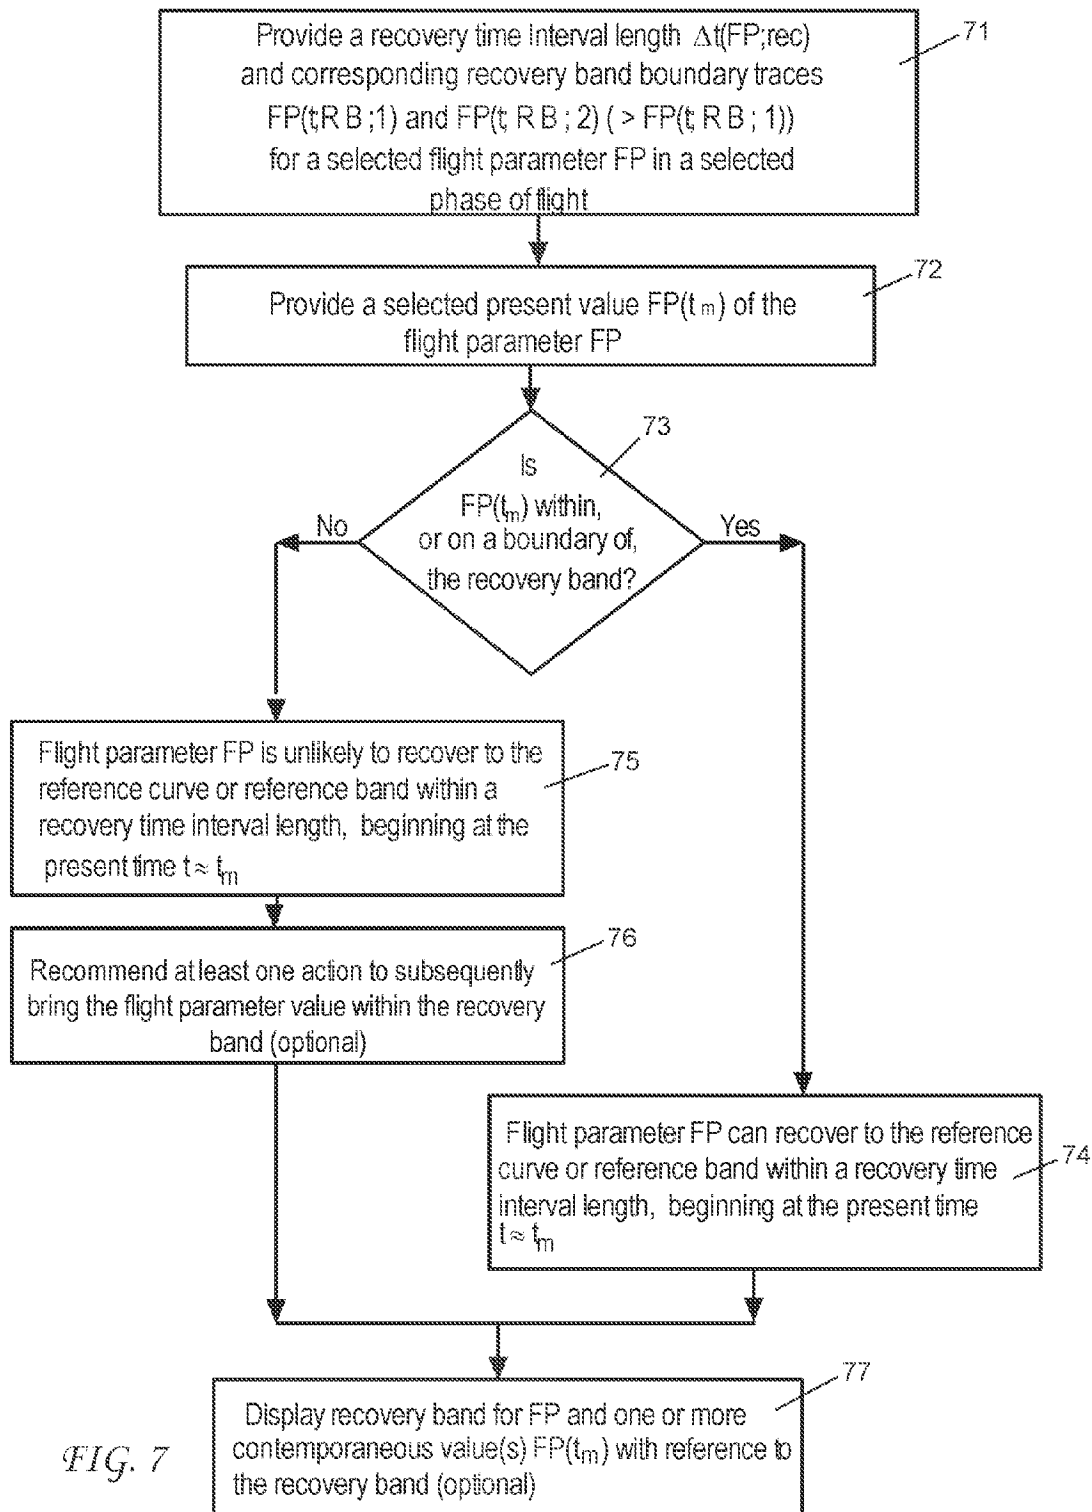 Provide a recovery time Interval length Δt(FP;rec)
and corresponding recovery band boundary traces
FP(t;R B ;1) and FP(t; R B ; 2) ( > FP(t; R B ; 1))
for a selected flight parameter FP in a selected
phase of flight
71
Provide a selected present value FP(t m) of the
flight parameter FP
72
Is
FP(tm) within,
or on a boundary of,
the recovery band?
73
No
Yes
Flight parameter FP is unlikely to recover to the
reference curve or reference band within a
recovery time interval length, beginning at the
present time t ≈ tm
75
Recommend at least one action to subsequently
bring the flight parameter value within the recovery
band (optional)
76
Flight parameter FP can recover to the reference
curve or reference band within a recovery time
interval length, beginning at the present time
t ≈ tm
74
Display recovery band for FP and one or more
contemporaneous value(s) FP(tm) with reference to
the recovery band (optional)
77
FIG. 7